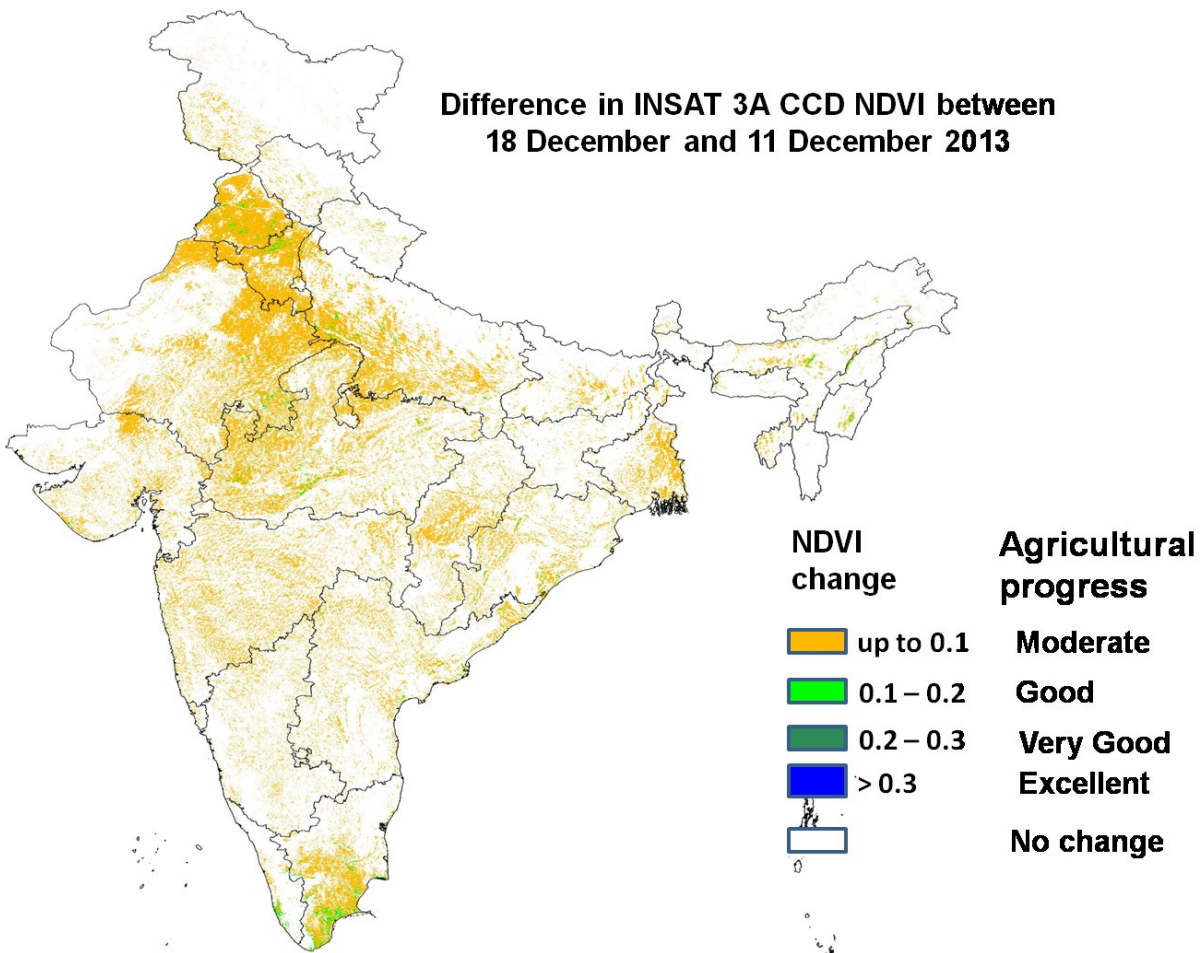 Difference in INSAT 3A CCD NDVI between
18 December and 11 December 2013
NDVI change
Agricultural progress
up to 0.1 Moderate
0.1 – 0.2 Good
0.2 – 0.3 Very Good
> 0.3 Excellent
No change